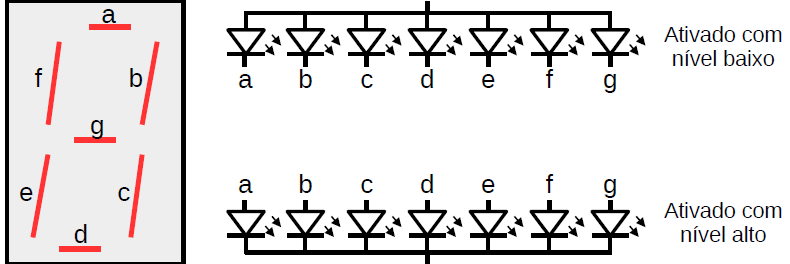 a
f
b
g
e
c
d
a b c d e f g
Ativado com
nível baixo
a b c d e f g
Ativado com
nível alto